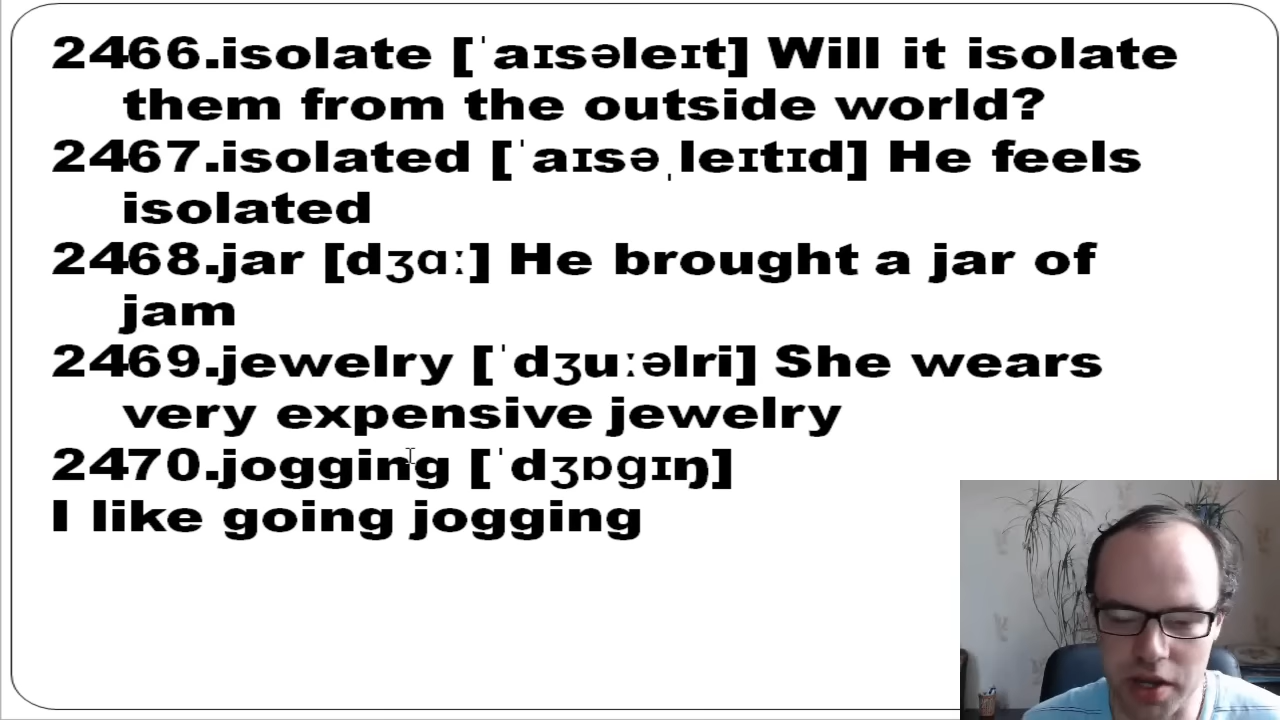 2466.isolate [ˈaɪsəleɪt] Will it isolate
them from the outside world?
2467.isolated [ˈaɪsəˌleɪtɪd] He feels
isolated
2468.jar [dʒɑː] He brought a jar of
jam
2469.jewelry [ˈdʒuːəlri] She wears
very expensive jewelry
2470.jogging [ˈdʒɒgɪŋ]
I like going jogging